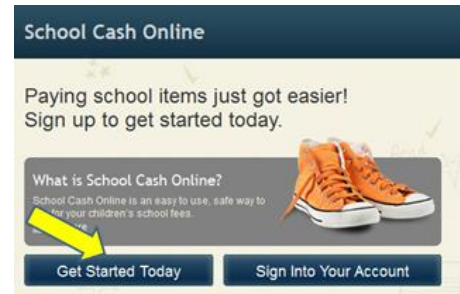 School Cash Online
Paying school items just got easier!
Sign up to get started today.
What is School Cash Online?
School Cash Online is an easy to use, safe way to
for your children's school fees.
Get Started Today
Sign Into Your Account